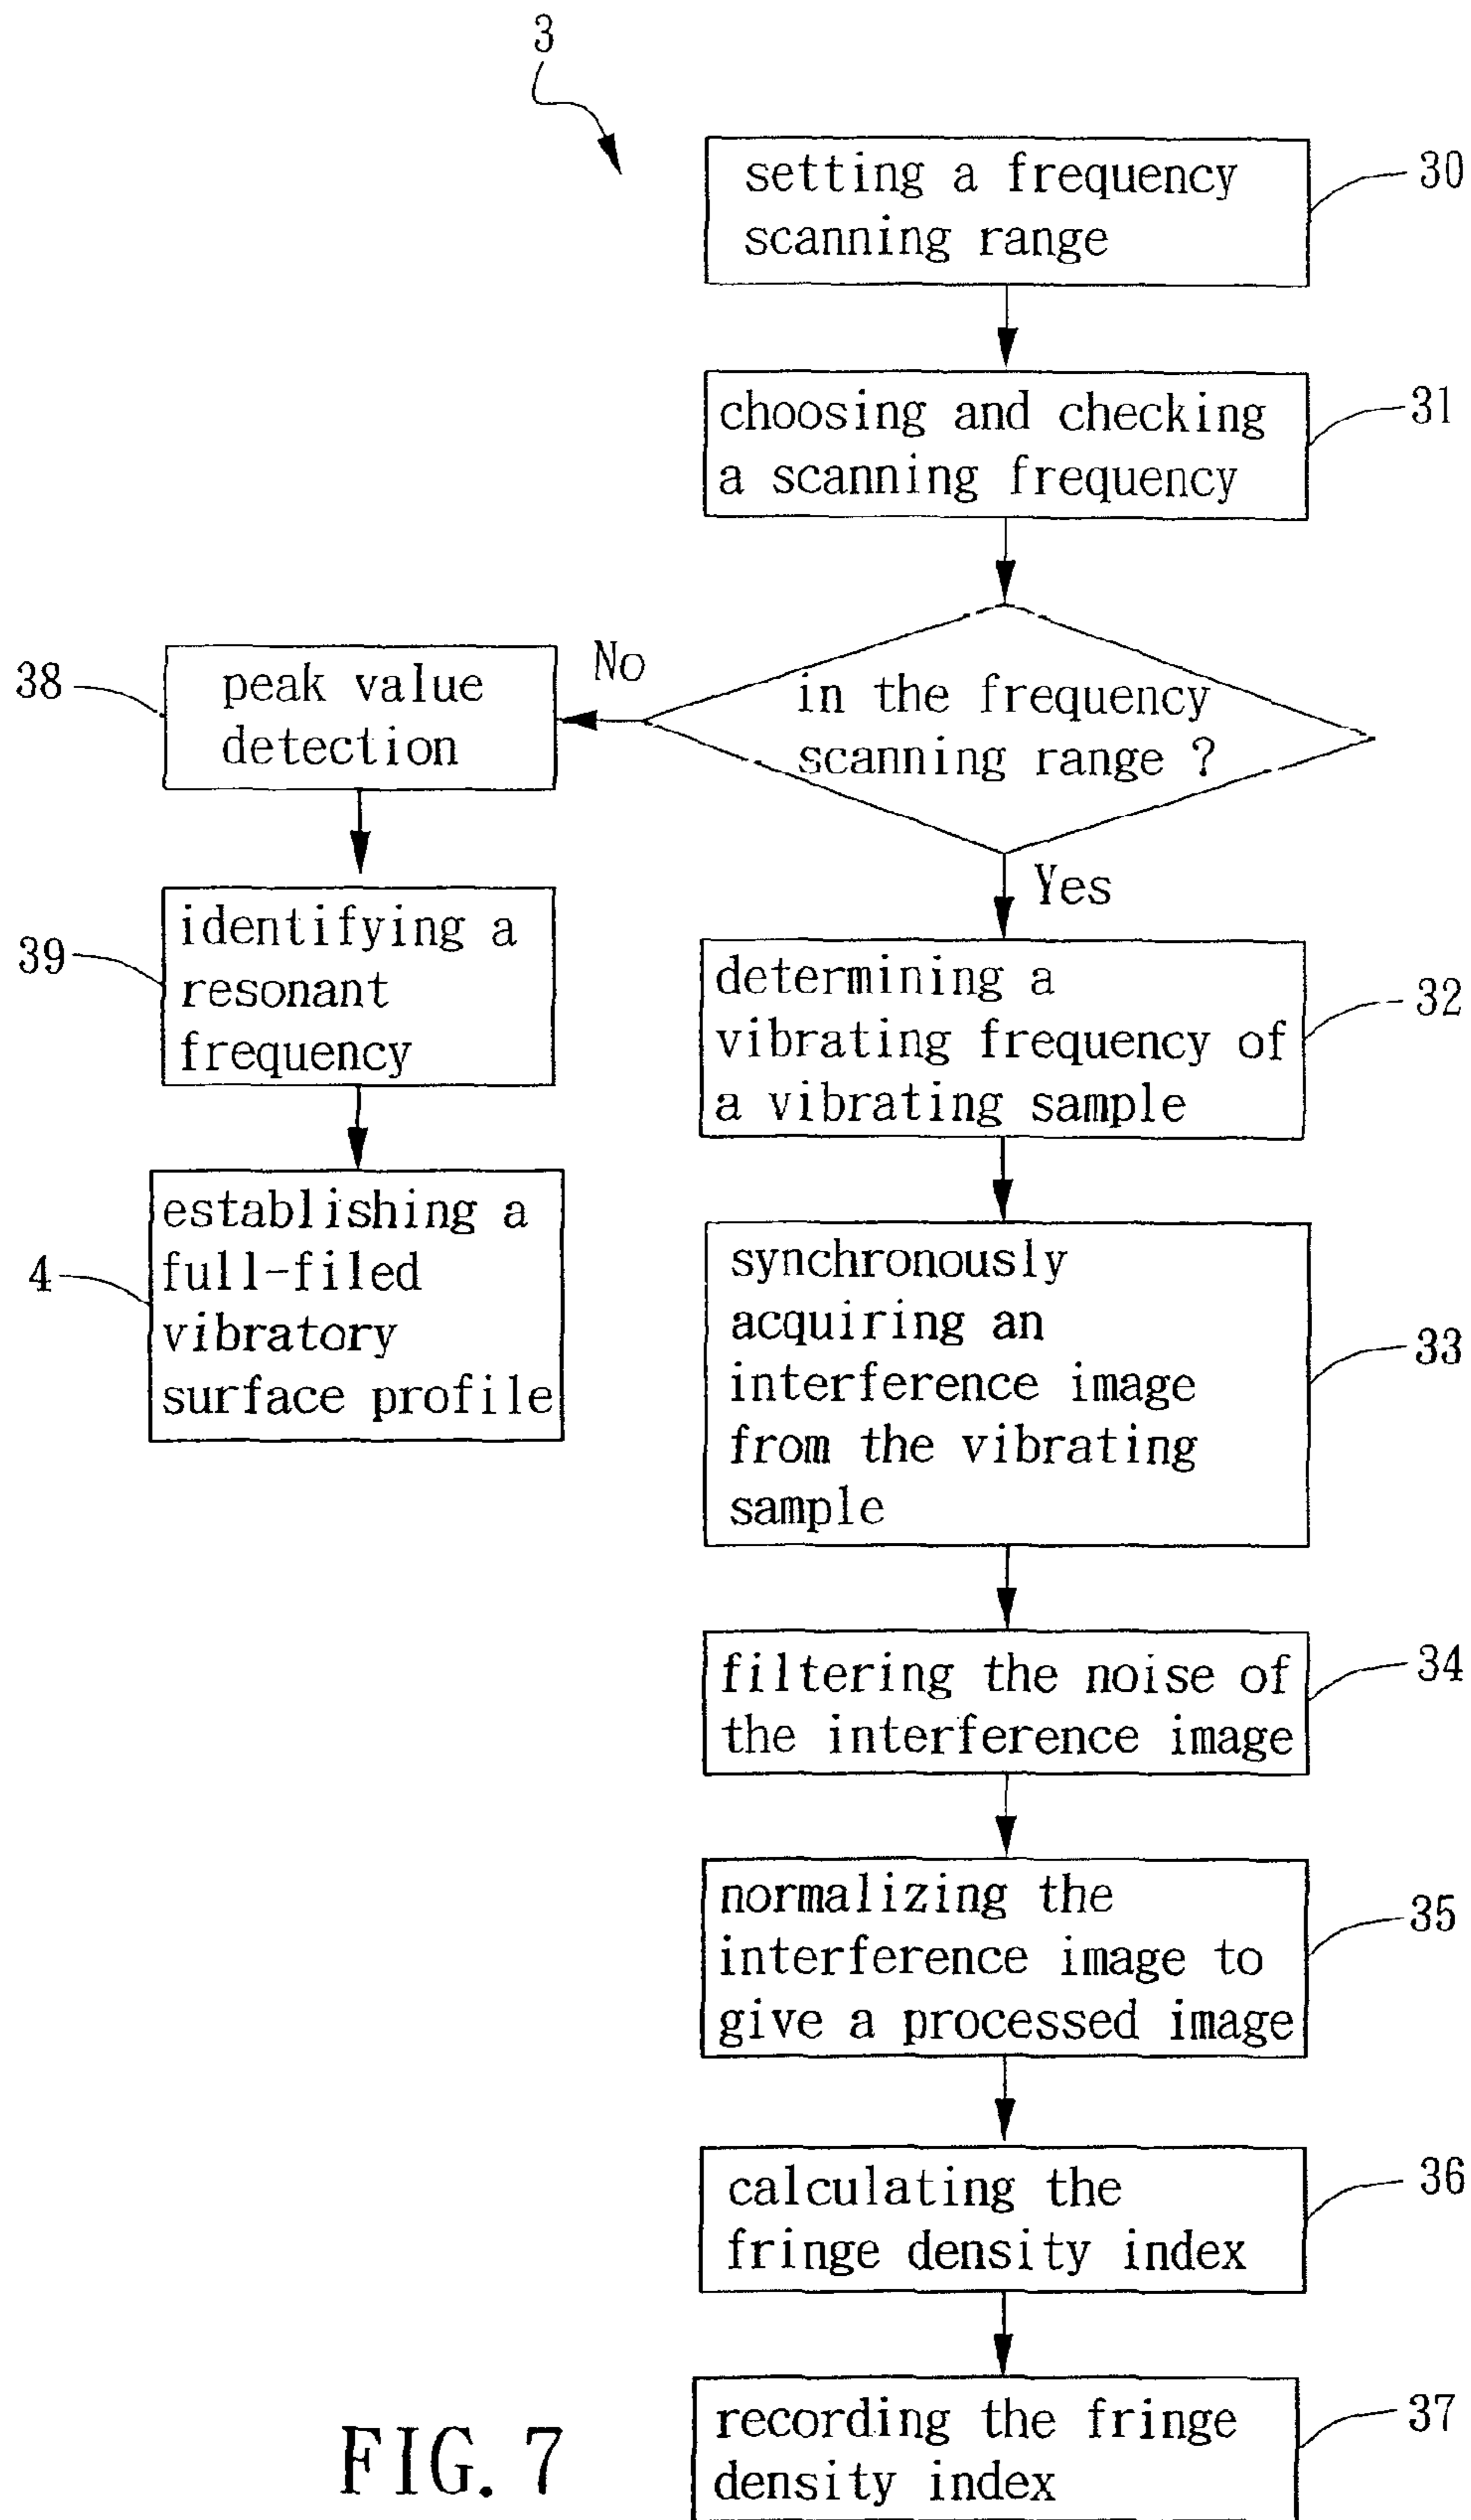 3
setting a frequency
scanning range
30
choosing and checking
a scanning frequency
31
in the frequency
scanning range ?
No
Yes
38
peak value
detection
39
identifying a
resonant
frequency
4
establishing a
full-filed
vibratory
surface profile
determining a
vibrating frequency of
a vibrating sample
32
synchronously
acquiring an
interference image
from the vibrating
sample
33
filtering the noise of
the interference image
34
normalizing the
interference image to
give a processed image
35
calculating the
fringe density index
36
recording the fringe
density index
37
FIG. 7